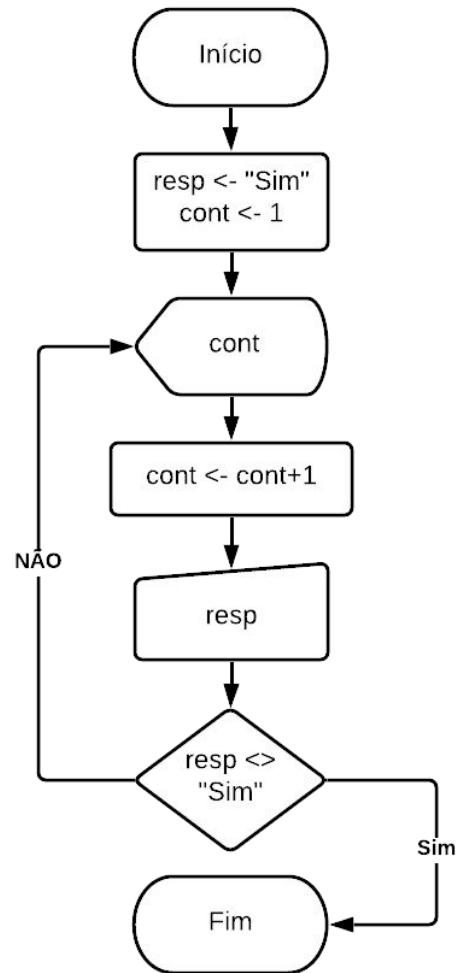 Início
resp <- "Sim"
cont <- 1
cont
cont <- cont+1
NÃO
resp
resp <>
"Sim"
Sim
Fim